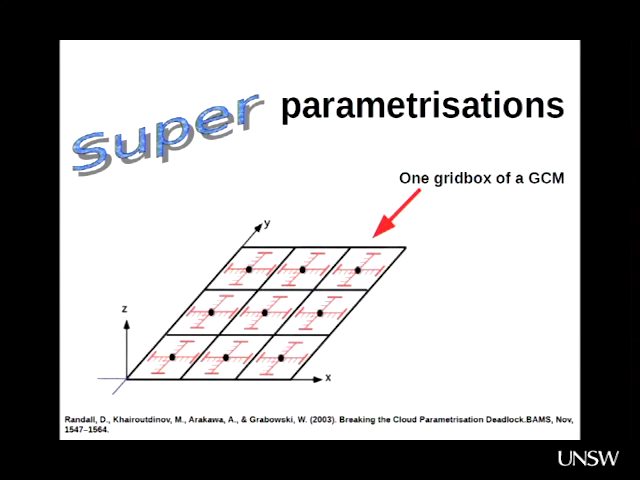 Super parametrisations
One gridbox of a GCM
y
z
x
Randall, D., Khairoutdinov, M., Arakawa, A., & Grabowski, W. (2003). Breaking the Cloud Parametrisation Deadlock.BAMS, Nov,
1547–1564.
UNSW